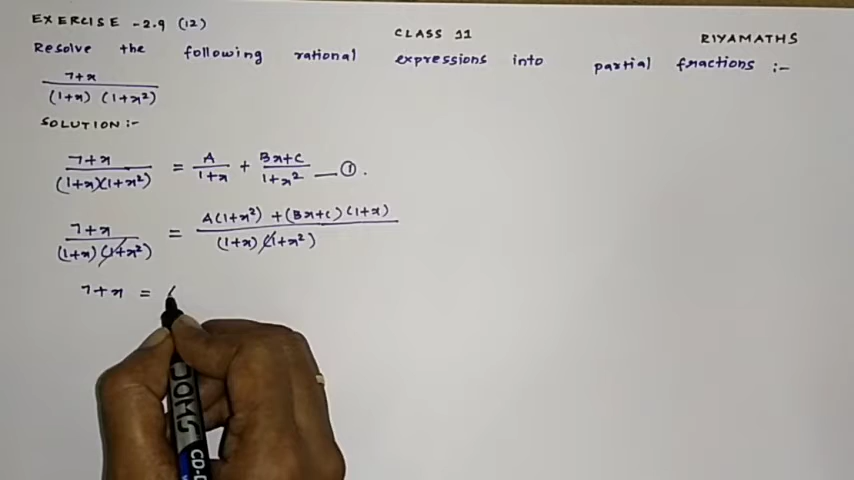 EXERCISE - 2.9 (12) CLASS 11 RIYAMATHS
Resolve the following rational expressions into partial fractions :-
7+x / (1+x) (1+x²)
SOLUTION :-
7+x / (1+x)(1+x²) = A / 1+x + Bx+C / 1+x² — ①.
7+x / (1+x) (1+x²) = A(1+x²) + (Bx+C) (1+x) / (1+x) (1+x²)
7+x =
DOMS
CD-